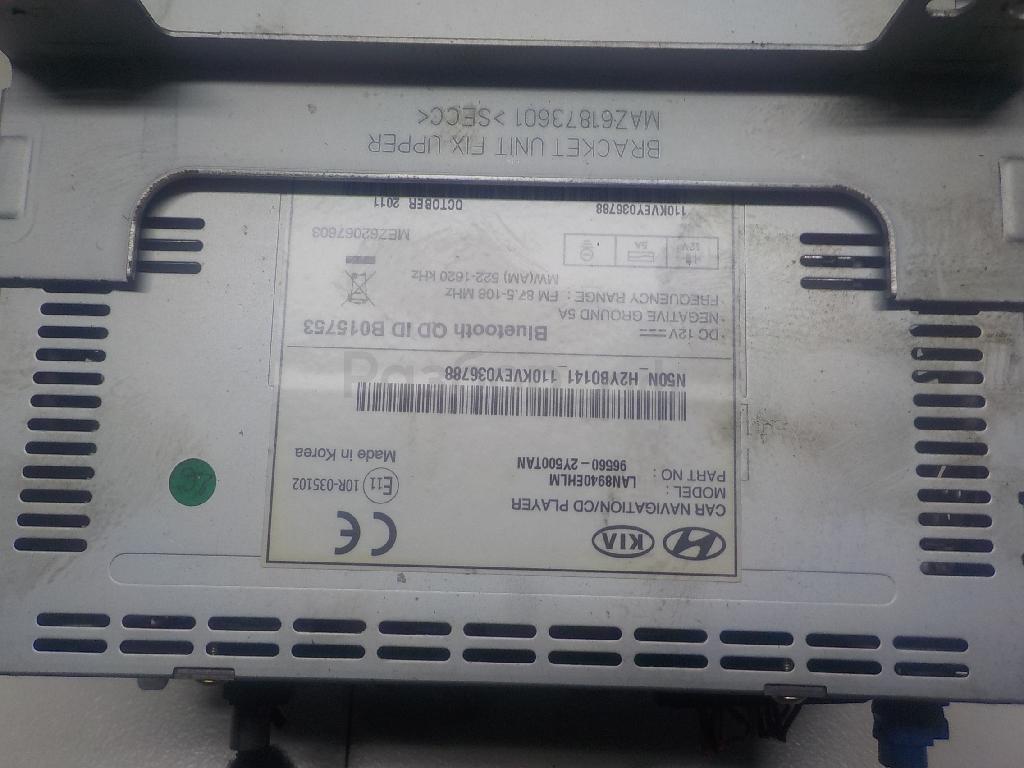 KIA
CAR NAVIGATION/CD PLAYER
MODEL : LAN8940EHLM
PART NO : 96560-2Y500TAN
CE
E11 10R-035102
Made in Korea
N50N_H2YB0141_110KVEY036788
DC 12V
NEGATIVE GROUND 5A
Bluetooth QD ID B015753
FREQUENCY RANGE : FM 87.5-108 MHz
MW(AM) 522-1620 kHz
12V 5A
MEZ62067603
110KVEY036788
OCTOBER 2011
BRACKET UNIT FIX UPPER
MAZ61873601 >SECC<